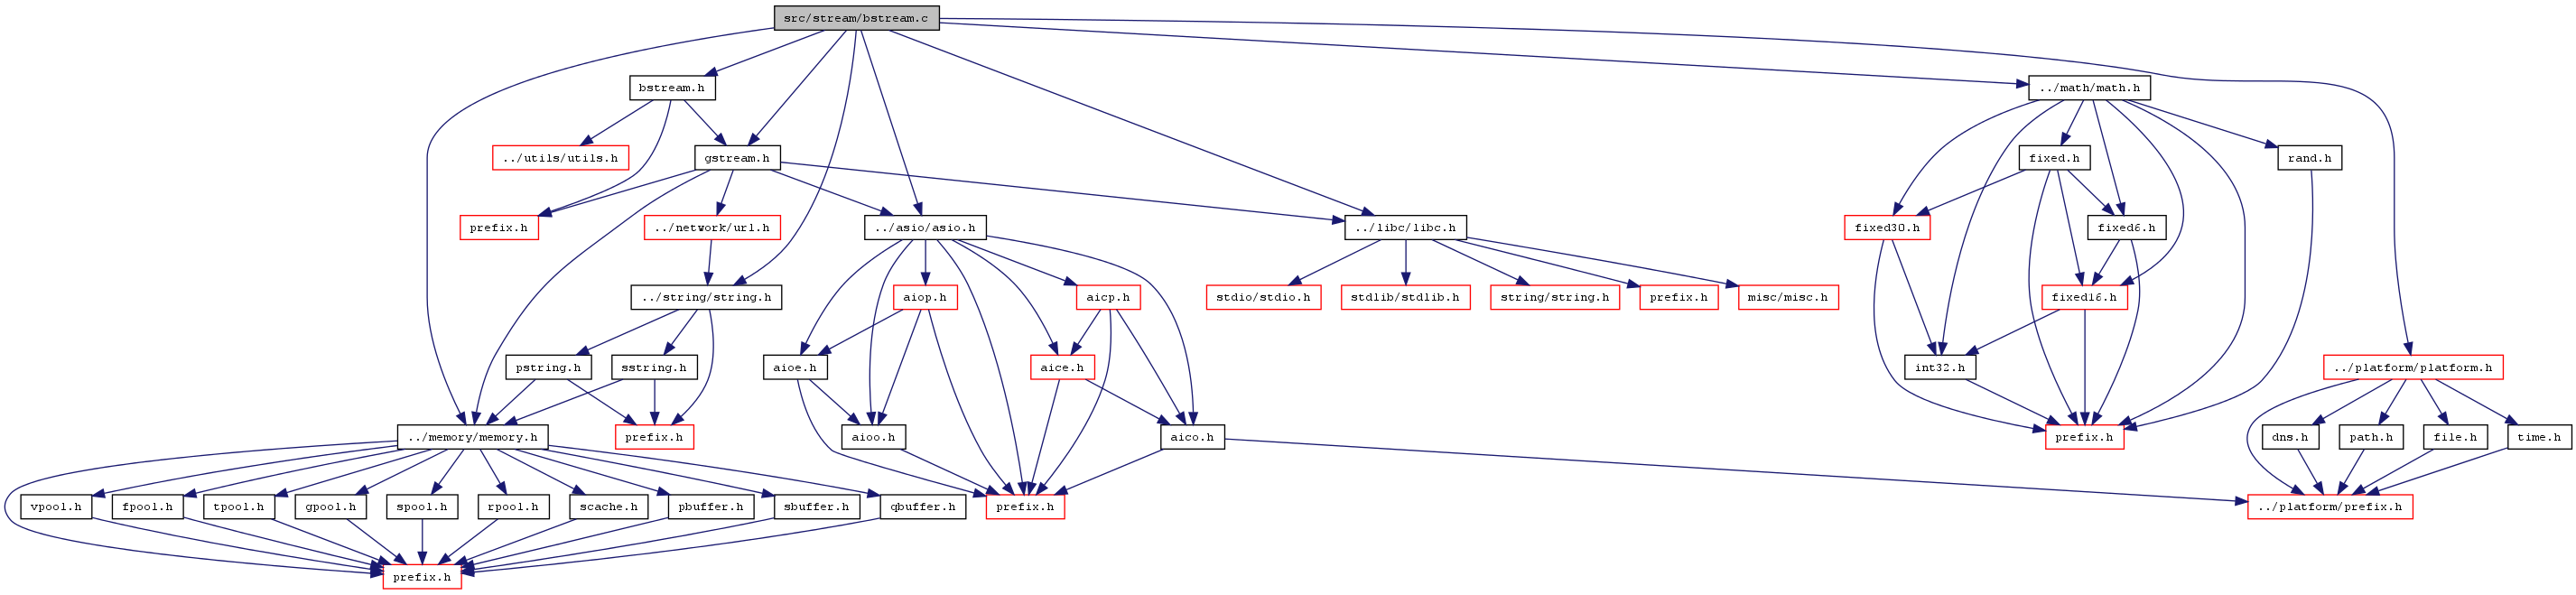 src/stream/bstream.c
bstream.h
../math/math.h
../utils/utils.h
gstream.h
fixed.h
rand.h
prefix.h
../network/url.h
../asio/asio.h
../libc/libc.h
fixed30.h
fixed6.h
../string/string.h
aiop.h
aicp.h
stdio/stdio.h
stdlib/stdlib.h
string/string.h
prefix.h
misc/misc.h
fixed16.h
pstring.h
sstring.h
aioe.h
aice.h
int32.h
../platform/platform.h
../memory/memory.h
prefix.h
aioo.h
aico.h
prefix.h
dns.h
path.h
file.h
time.h
vpool.h
fpool.h
tpool.h
gpool.h
spool.h
rpool.h
scache.h
pbuffer.h
sbuffer.h
qbuffer.h
prefix.h
../platform/prefix.h
prefix.h